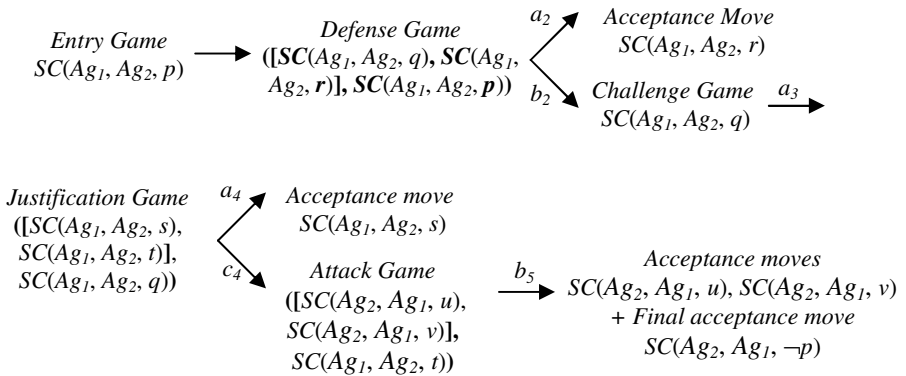 Entry Game
SC(Ag₁, Ag₂, p)
Defense Game
([SC(Ag₁, Ag₂, q), SC(Ag₁,
Ag₂, r)], SC(Ag₁, Ag₂, p))
a₂
b₂
Acceptance Move
SC(Ag₁, Ag₂, r)
Challenge Game
SC(Ag₁, Ag₂, q)
a₃
Justification Game
([SC(Ag₁, Ag₂, s),
SC(Ag₁, Ag₂, t)],
SC(Ag₁, Ag₂, q))
a₄
c₄
Acceptance move
SC(Ag₁, Ag₂, s)
Attack Game
([SC(Ag₂, Ag₁, u),
SC(Ag₂, Ag₁, v)],
SC(Ag₁, Ag₂, t))
b₅
Acceptance moves
SC(Ag₂, Ag₁, u), SC(Ag₂, Ag₁, v)
+ Final acceptance move
SC(Ag₂, Ag₁, ¬p)